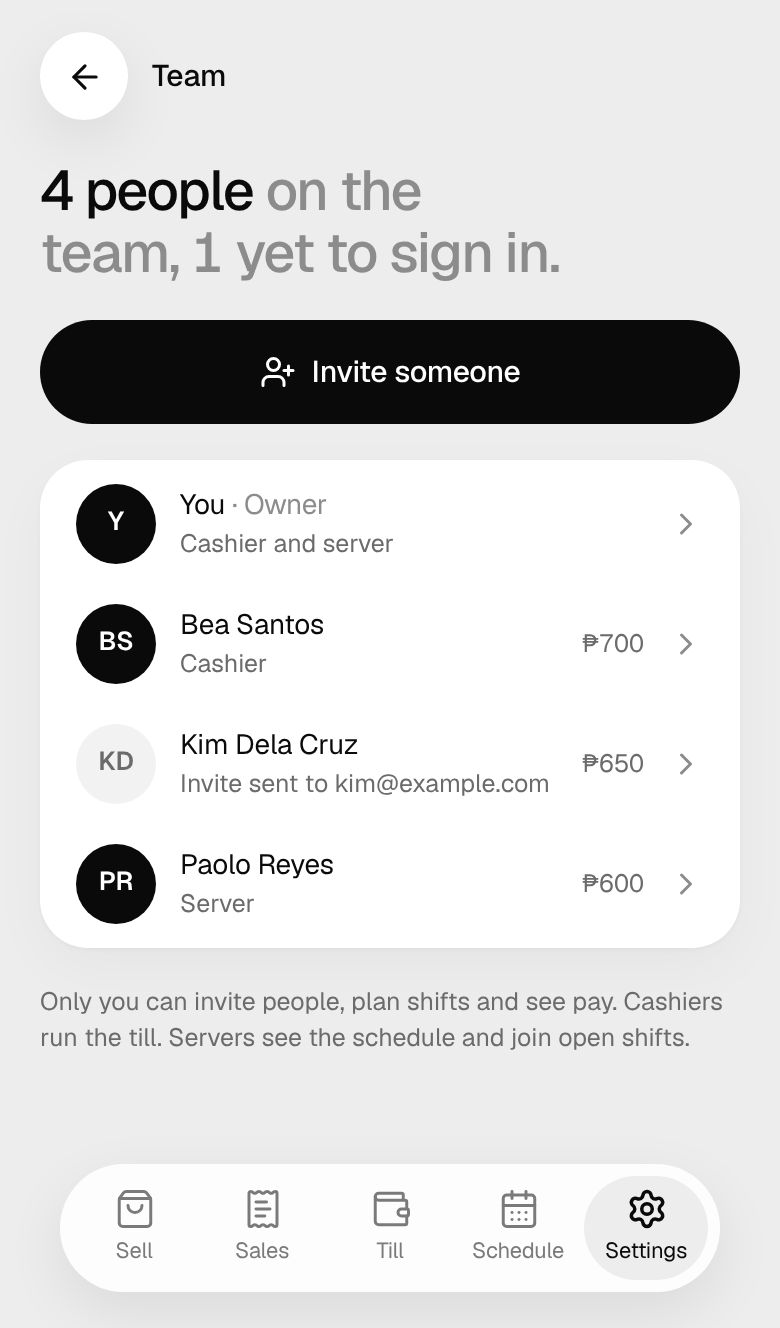 Team
4 people on the
team, 1 yet to sign in.
Invite someone
Y
You · Owner
Cashier and server
BS
Bea Santos
Cashier
₱700
KD
Kim Dela Cruz
Invite sent to kim@example.com
₱650
PR
Paolo Reyes
Server
₱600
Only you can invite people, plan shifts and see pay. Cashiers
run the till. Servers see the schedule and join open shifts.
Sell
Sales
Till
Schedule
Settings